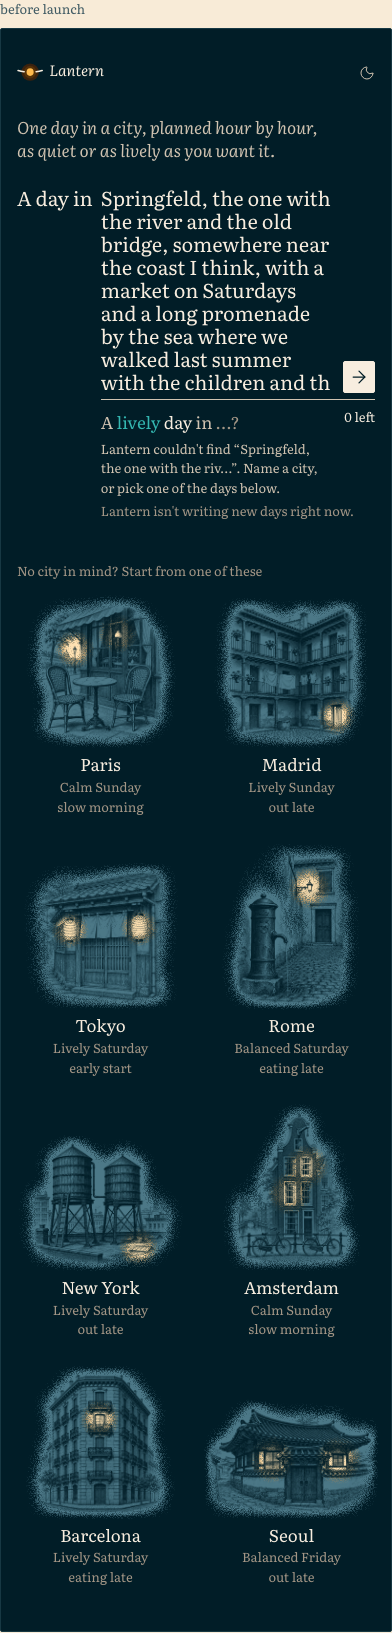 before launch
Lantern
One day in a city, planned hour by hour,
as quiet or as lively as you want it.
A day in Springfeld, the one with
the river and the old
bridge, somewhere near
the coast I think, with a
market on Saturdays
and a long promenade
by the sea where we
walked last summer
with the children and th
0 left
A lively day in …?
Lantern couldn't find “Springfeld,
the one with the riv…”. Name a city,
or pick one of the days below.
Lantern isn't writing new days right now.
No city in mind? Start from one of these
Paris
Calm Sunday
slow morning
Madrid
Lively Sunday
out late
Tokyo
Lively Saturday
early start
Rome
Balanced Saturday
eating late
New York
Lively Saturday
out late
Amsterdam
Calm Sunday
slow morning
Barcelona
Lively Saturday
eating late
Seoul
Balanced Friday
out late